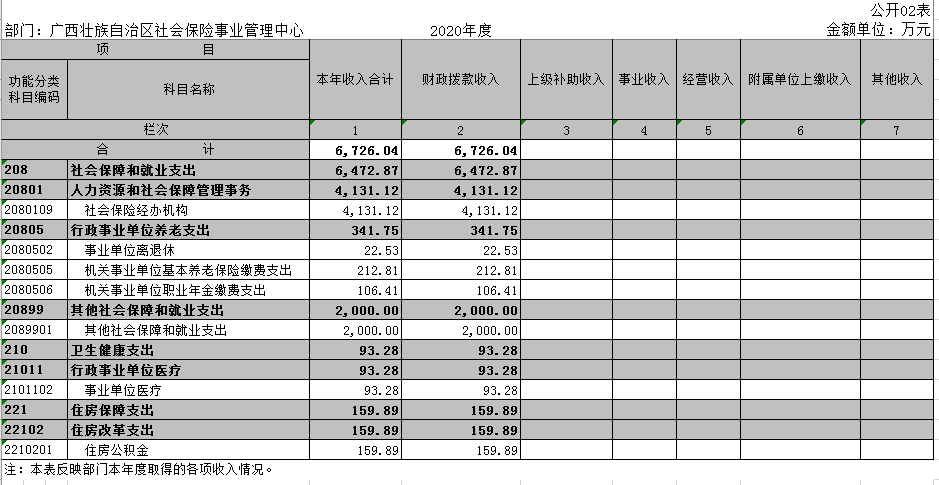 公开02表
部门：广西壮族自治区社会保险事业管理中心 2020年度 金额单位：万元
项 目
功能分类科目编码 科目名称 本年收入合计 财政拨款收入 上级补助收入 事业收入 经营收入 附属单位上缴收入 其他收入
栏次 1 2 3 4 5 6 7
合 计 6,726.04 6,726.04
208 社会保障和就业支出 6,472.87 6,472.87
20801 人力资源和社会保障管理事务 4,131.12 4,131.12
2080109 社会保险经办机构 4,131.12 4,131.12
20805 行政事业单位养老支出 341.75 341.75
2080502 事业单位离退休 22.53 22.53
2080505 机关事业单位基本养老保险缴费支出 212.81 212.81
2080506 机关事业单位职业年金缴费支出 106.41 106.41
20899 其他社会保障和就业支出 2,000.00 2,000.00
2089901 其他社会保障和就业支出 2,000.00 2,000.00
210 卫生健康支出 93.28 93.28
21011 行政事业单位医疗 93.28 93.28
2101102 事业单位医疗 93.28 93.28
221 住房保障支出 159.89 159.89
22102 住房改革支出 159.89 159.89
2210201 住房公积金 159.89 159.89
注：本表反映部门本年度取得的各项收入情况。